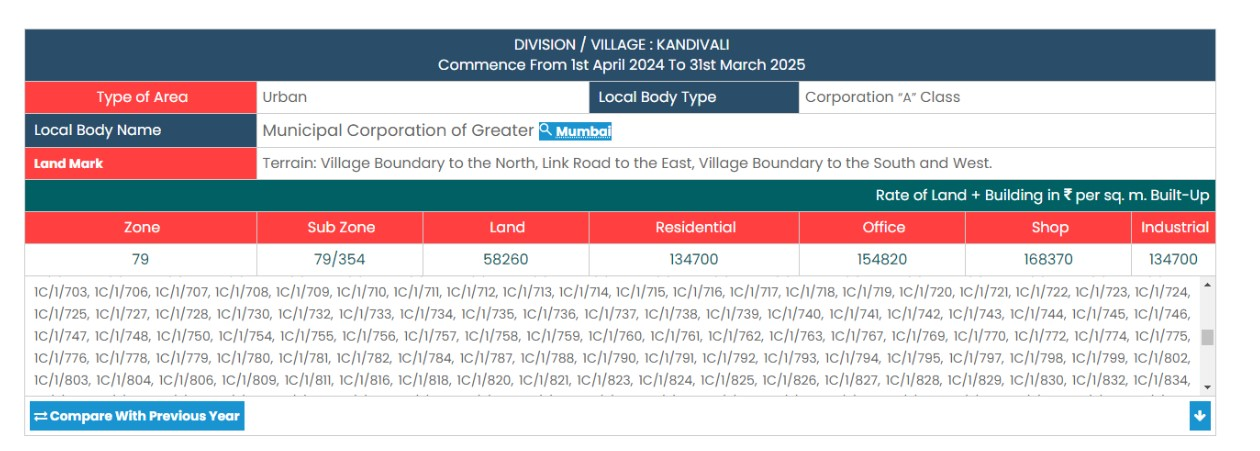 DIVISION / VILLAGE : KANDIVALI
Commence From 1st April 2024 To 31st March 2025
Type of Area Urban Local Body Type Corporation "A" Class
Local Body Name Municipal Corporation of Greater Mumbai
Land Mark Terrain: Village Boundary to the North, Link Road to the East, Village Boundary to the South and West.
Rate of Land + Building in ₹ per sq. m. Built-Up
Zone Sub Zone Land Residential Office Shop Industrial
79 79/354 58260 134700 154820 168370 134700
1C/1/703, 1C/1/706, 1C/1/707, 1C/1/708, 1C/1/709, 1C/1/710, 1C/1/711, 1C/1/712, 1C/1/713, 1C/1/714, 1C/1/715, 1C/1/716, 1C/1/717, 1C/1/718, 1C/1/719, 1C/1/720, 1C/1/721, 1C/1/722, 1C/1/723, 1C/1/724,
1C/1/725, 1C/1/727, 1C/1/728, 1C/1/730, 1C/1/732, 1C/1/733, 1C/1/734, 1C/1/735, 1C/1/736, 1C/1/737, 1C/1/738, 1C/1/739, 1C/1/740, 1C/1/741, 1C/1/742, 1C/1/743, 1C/1/744, 1C/1/745, 1C/1/746,
1C/1/747, 1C/1/748, 1C/1/750, 1C/1/754, 1C/1/755, 1C/1/756, 1C/1/757, 1C/1/758, 1C/1/759, 1C/1/760, 1C/1/761, 1C/1/762, 1C/1/763, 1C/1/767, 1C/1/769, 1C/1/770, 1C/1/772, 1C/1/774, 1C/1/775,
1C/1/776, 1C/1/778, 1C/1/779, 1C/1/780, 1C/1/781, 1C/1/782, 1C/1/784, 1C/1/787, 1C/1/788, 1C/1/790, 1C/1/791, 1C/1/792, 1C/1/793, 1C/1/794, 1C/1/795, 1C/1/797, 1C/1/798, 1C/1/799, 1C/1/802,
1C/1/803, 1C/1/804, 1C/1/806, 1C/1/809, 1C/1/811, 1C/1/816, 1C/1/818, 1C/1/820, 1C/1/821, 1C/1/823, 1C/1/824, 1C/1/825, 1C/1/826, 1C/1/827, 1C/1/828, 1C/1/829, 1C/1/830, 1C/1/832, 1C/1/834,
Compare With Previous Year